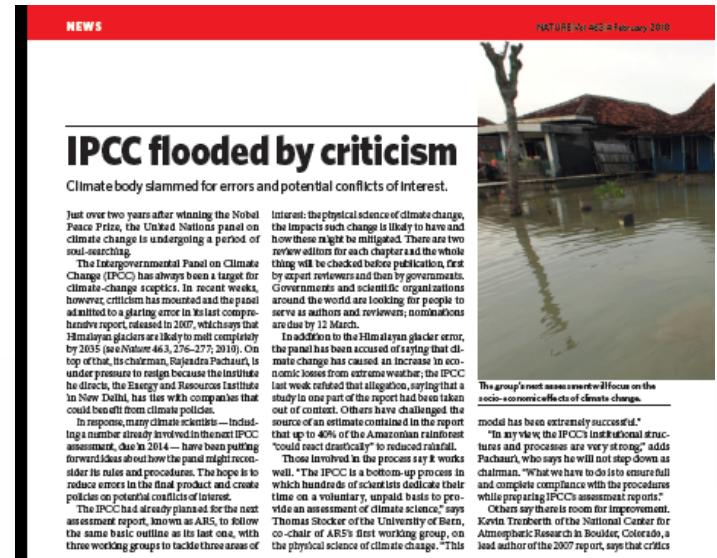 NEWS
NATURE Vol 463 4 February 2010
IPCC flooded by criticism
Climate body slammed for errors and potential conflicts of interest.
Just over two years after winning the Nobel
Peace Prize, the United Nations panel on
climate change is undergoing a period of
soul-searching.
The Intergovernmental Panel on Climate
Change (IPCC) has always been a target for
climate-change sceptics. In recent weeks,
however, criticism has mounted and the panel
admitted to a glaring error in its last compre-
hensive report, released in 2007, which says that
Himalayan glaciers are likely to melt completely
by 2035 (see Nature 463, 276–277; 2010). On
top of that, its chairman, Rajendra Pachauri, is
under pressure to resign because the institute
he directs, the Energy and Resources Institute
in New Delhi, has ties with companies that
could benefit from climate policies.
In response, many climate scientists — includ-
ing a number already involved in the next IPCC
assessment, due in 2014 — have been putting
forward ideas about how the panel might recon-
sider its rules and procedures. The hope is to
reduce errors in the final product and create
policies on potential conflicts of interest.
The IPCC had already planned for the next
assessment report, known as AR5, to follow
the same basic outline as its last one, with
three working groups to tackle three areas of
interest: the physical science of climate change,
the impacts such change is likely to have and
how these might be mitigated. There are two
review editors for each chapter and the whole
thing will be checked before publication, first
by expert reviewers and then by governments.
Governments and scientific organizations
around the world are looking for people to
serve as authors and reviewers; nominations
are due by 12 March.
In addition to the Himalayan glacier error,
the panel has been accused of saying that cli-
mate change has caused an increase in eco-
nomic losses from extreme weather; the IPCC
last week refuted that allegation, saying that a
study in one part of the report had been taken
out of context. Others have challenged the
source of an estimate contained in the report
that up to 40% of the Amazonian rainforest
"could react drastically" to reduced rainfall.
Those involved in the process say it works
well. "The IPCC is a bottom-up process in
which hundreds of scientists dedicate their
time on a voluntary, unpaid basis to pro-
vide an assessment of climate science," says
Thomas Stocker of the University of Bern,
co-chair of AR5's first working group, on
the physical science of climate change. "This
The group's next assessment will focus on the
socio-economic effects of climate change.
model has been extremely successful."
"In my view, the IPCC's institutional struc-
tures and processes are very strong," adds
Pachauri, who says he will not step down as
chairman. "What we have to do is to ensure full
and complete compliance with the procedures
while preparing IPCC's assessment reports."
Others say there is room for improvement.
Kevin Trenberth of the National Center for
Atmospheric Research in Boulder, Colorado, a
lead author of the 2007 report, says that critics